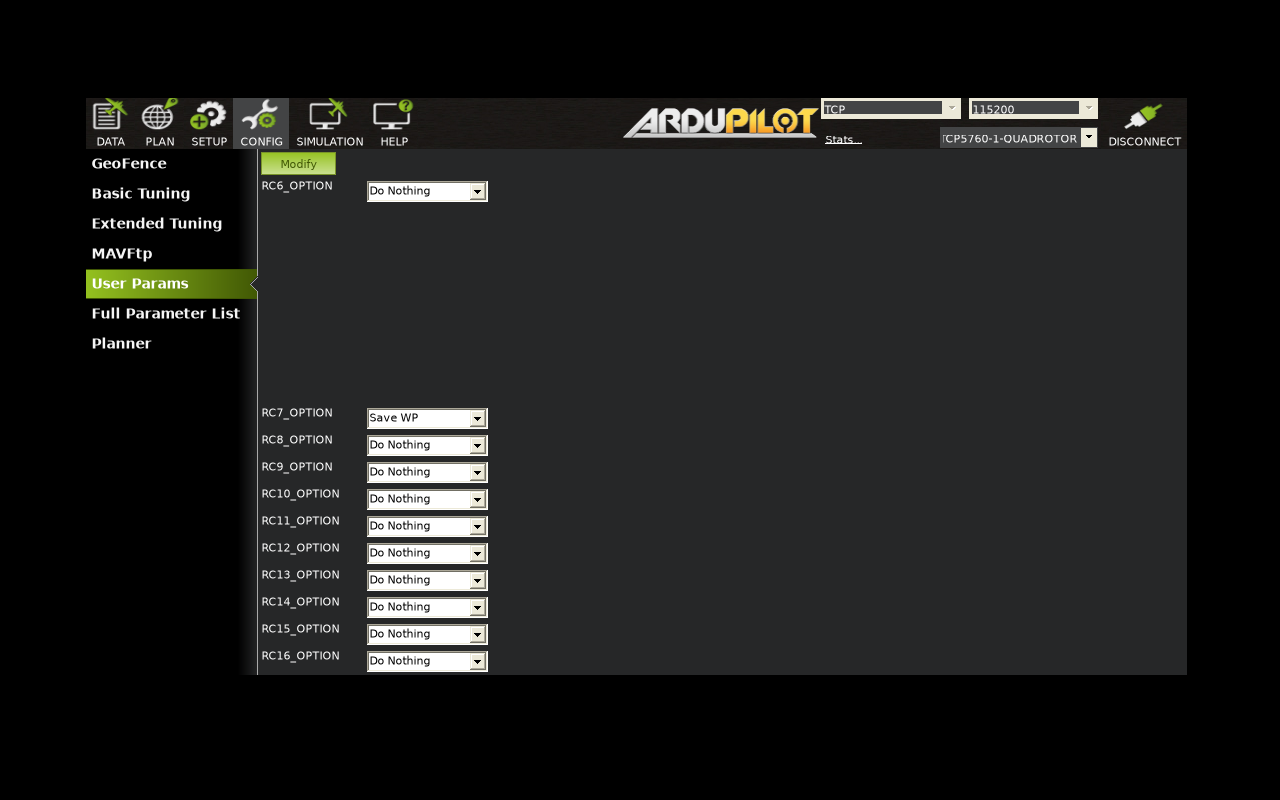 DATA PLAN SETUP CONFIG SIMULATION HELP
ARDUPILOT
TCP 115200
Stats... TCP5760-1-QUADROTOR
DISCONNECT
GeoFence
Basic Tuning
Extended Tuning
MAVFtp
User Params
Full Parameter List
Planner
Modify
RC6_OPTION Do Nothing
RC7_OPTION Save WP
RC8_OPTION Do Nothing
RC9_OPTION Do Nothing
RC10_OPTION Do Nothing
RC11_OPTION Do Nothing
RC12_OPTION Do Nothing
RC13_OPTION Do Nothing
RC14_OPTION Do Nothing
RC15_OPTION Do Nothing
RC16_OPTION Do Nothing